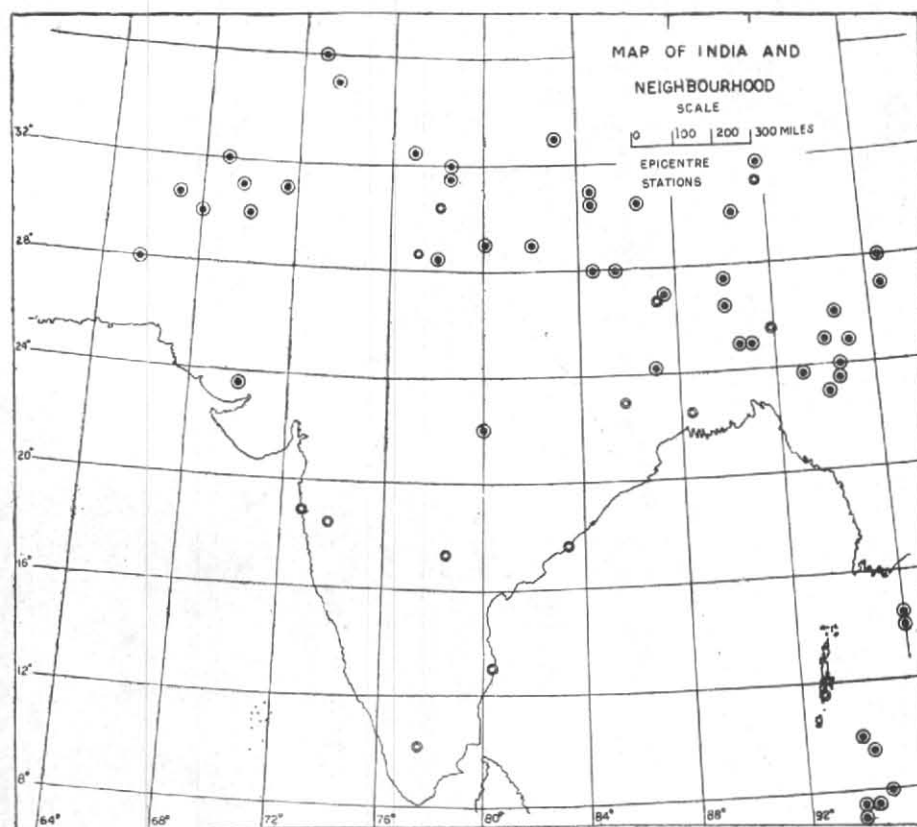 MAP OF INDIA AND
NEIGHBOURHOOD
SCALE
0 100 200 300 MILES
EPICENTRE
STATIONS
32°
28°
24°
20°
16°
12°
8°
64° 68° 72° 76° 80° 84° 88° 92°